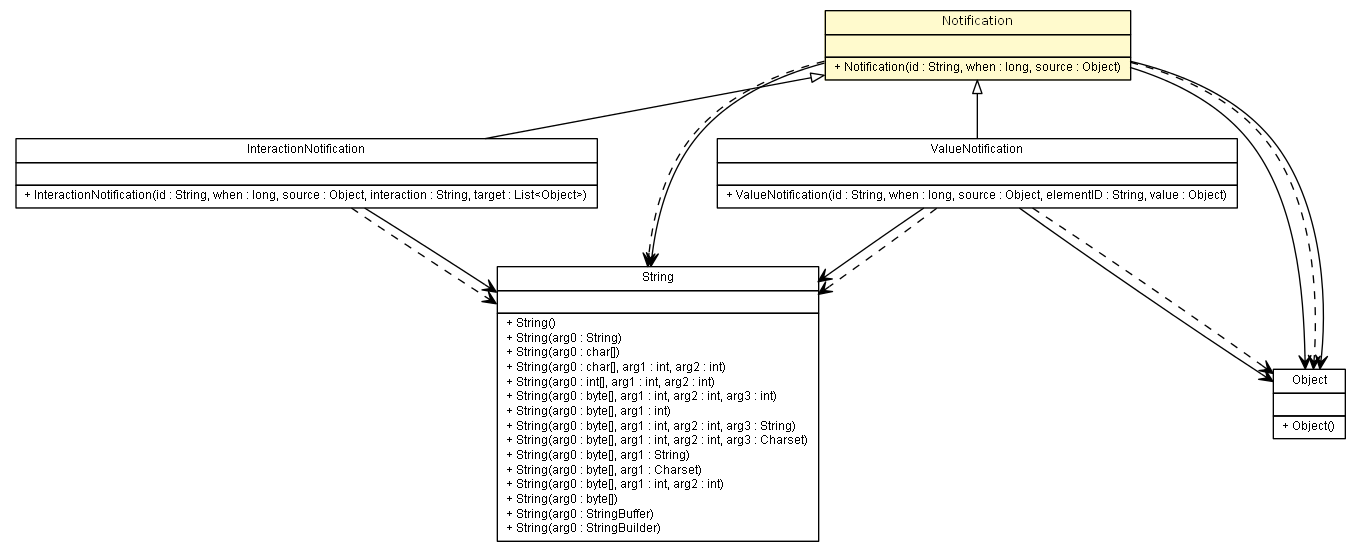 Notification
+ Notification(id : String, when : long, source : Object)
InteractionNotification
+ InteractionNotification(id : String, when : long, source : Object, interaction : String, target : List<Object>)
ValueNotification
+ ValueNotification(id : String, when : long, source : Object, elementID : String, value : Object)
String
+ String()
+ String(arg0 : String)
+ String(arg0 : char[])
+ String(arg0 : char[], arg1 : int, arg2 : int)
+ String(arg0 : int[], arg1 : int, arg2 : int)
+ String(arg0 : byte[], arg1 : int, arg2 : int, arg3 : int)
+ String(arg0 : byte[], arg1 : int)
+ String(arg0 : byte[], arg1 : int, arg2 : int, arg3 : String)
+ String(arg0 : byte[], arg1 : int, arg2 : int, arg3 : Charset)
+ String(arg0 : byte[], arg1 : String)
+ String(arg0 : byte[], arg1 : Charset)
+ String(arg0 : byte[], arg1 : int, arg2 : int)
+ String(arg0 : byte[])
+ String(arg0 : StringBuffer)
+ String(arg0 : StringBuilder)
Object
+ Object()